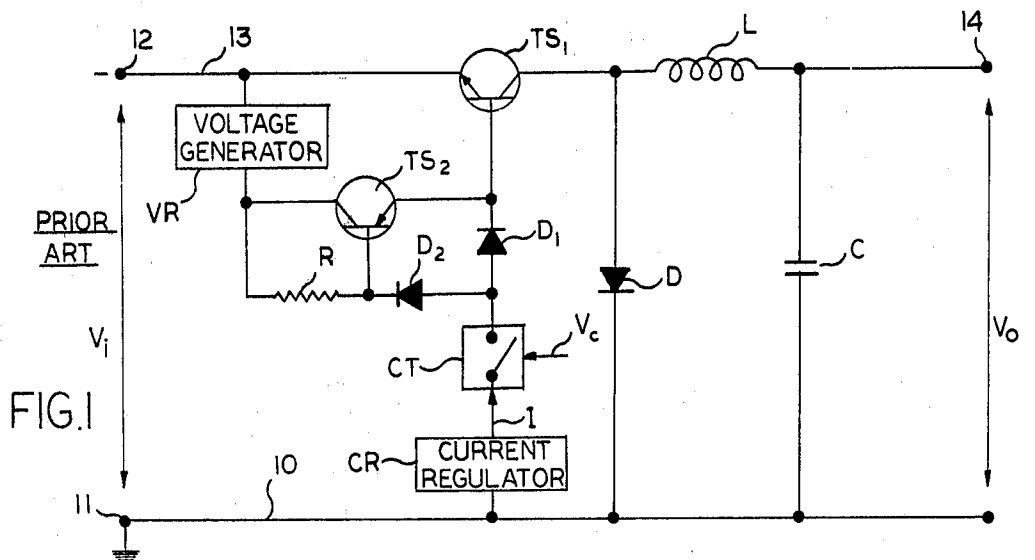 12
13
TS1
L
14
–
VOLTAGE
GENERATOR
TS2
VR
PRIOR
ART
R
D2
D1
D
C
Vi
CT
Vc
Vo
FIG.1
I
CR
CURRENT
REGULATOR
10
11